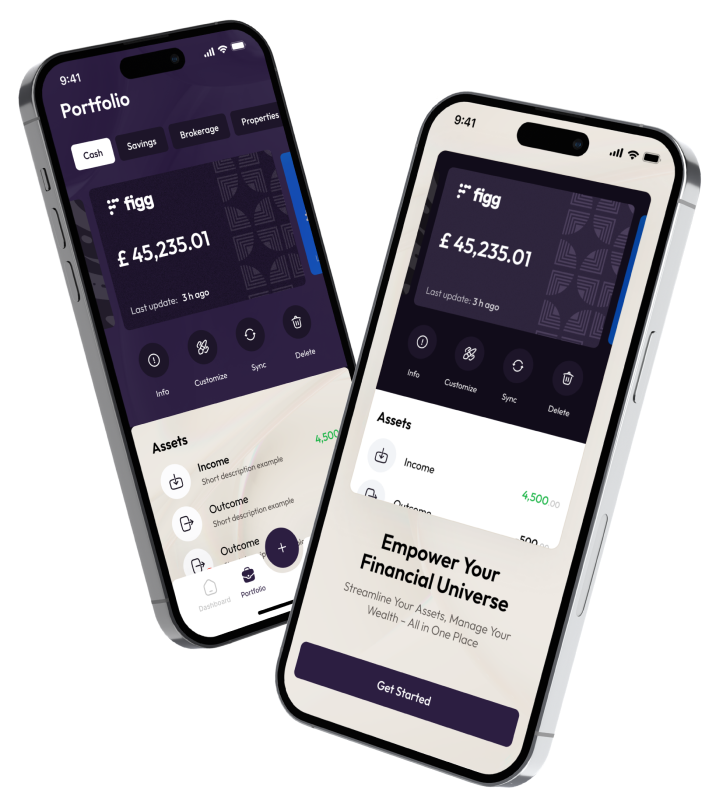 9:41
Portfolio
Cash
Savings
Brokerage
Properties
figg
£ 45,235.01
Last update: 3 h ago
Info
Customize
Sync
Delete
Assets
Income
4,500
Short description example
Outcome
Short description example
Outcome
+
Dashboard
Portfolio
9:41
figg
£ 45,235.01
Last update: 3 h ago
Info
Customize
Sync
Delete
Assets
Income
4,500.00
Outcome
500.00
Empower Your
Financial Universe
Streamline Your Assets, Manage Your
Wealth – All in One Place
Get Started